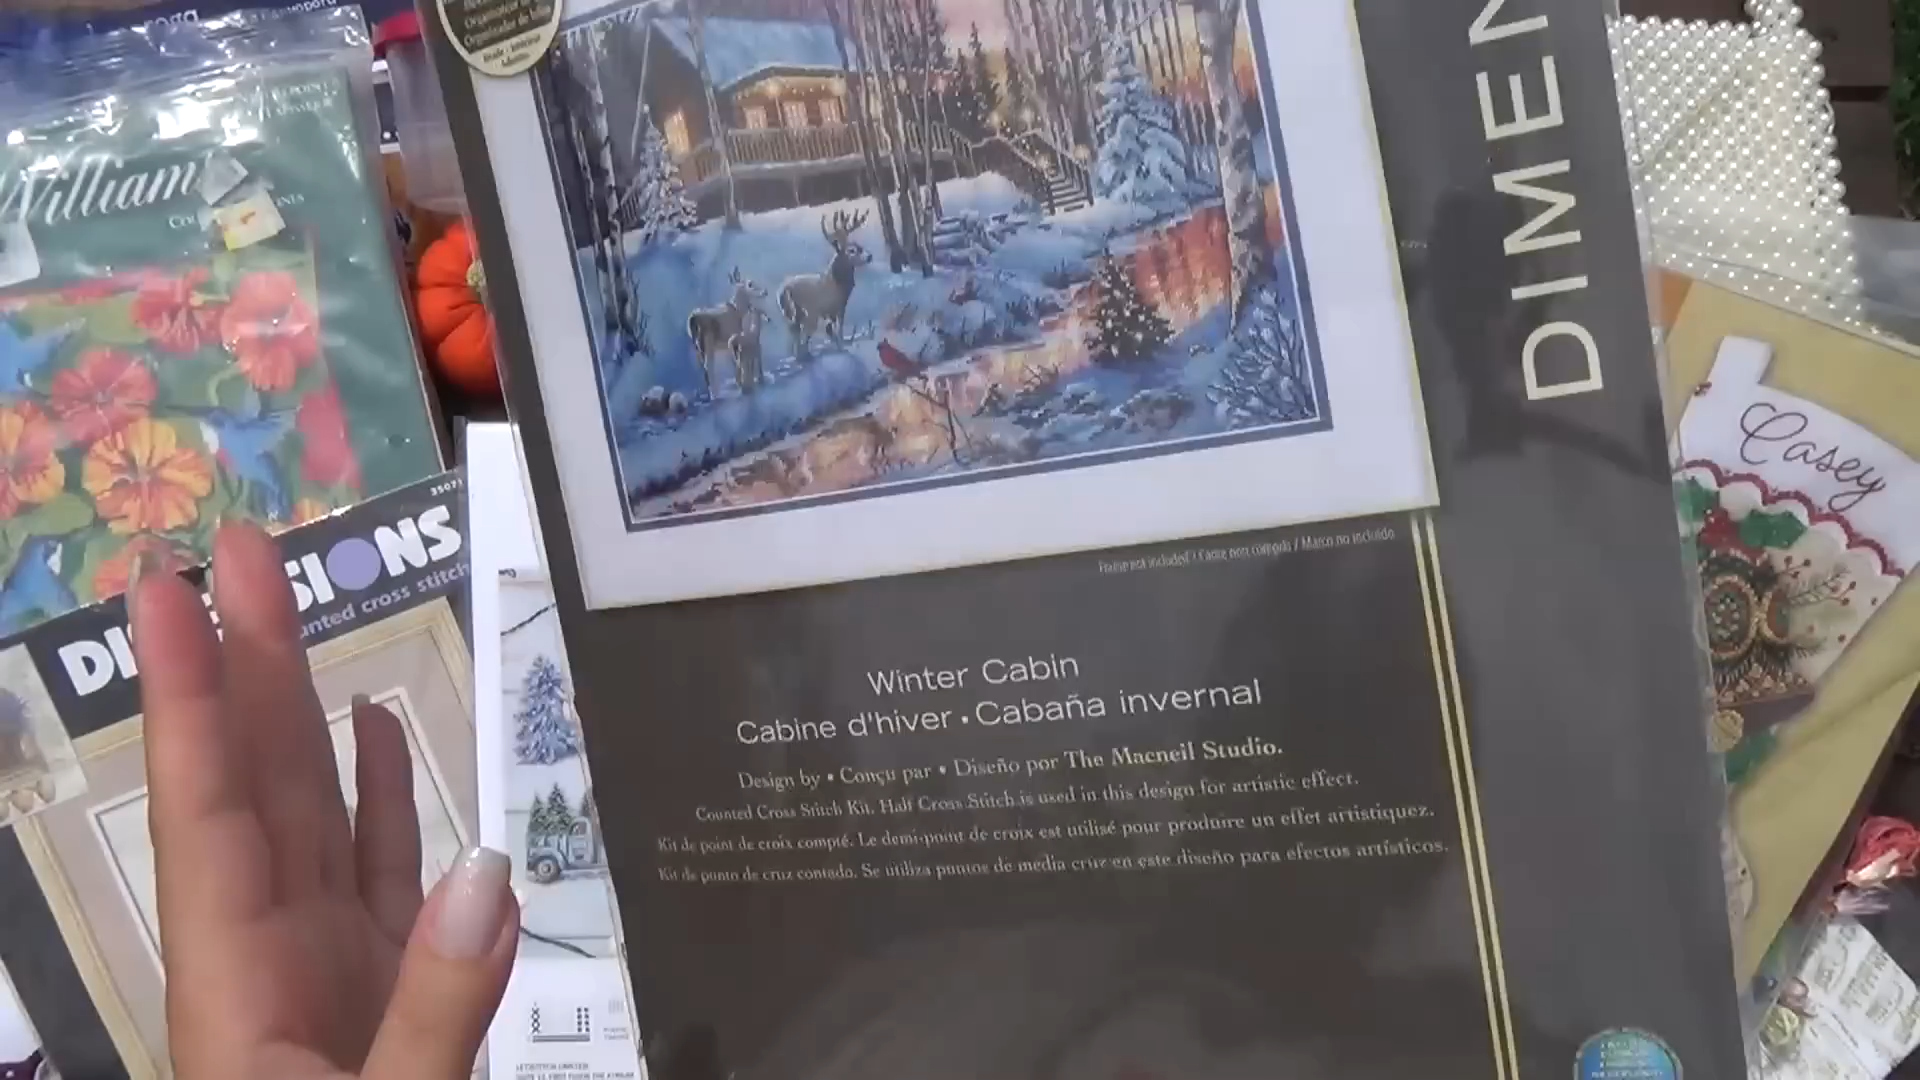 William
35071
counted cross stitch
DIMEN
Casey
Frame not included / Cadre non compris / Marco no incluido
Winter Cabin
Cabine d'hiver • Cabaña invernal
Design by • Conçu par • Diseño por The Macneil Studio.
Counted Cross Stitch Kit. Half Cross Stitch is used in this design for artistic effect.
Kit de point de croix compté. Le demi-point de croix est utilisé pour produire un effet artistiquez.
Kit de punto de cruz contado. Se utiliza puntos de media cruz en este diseño para efectos artísticos.